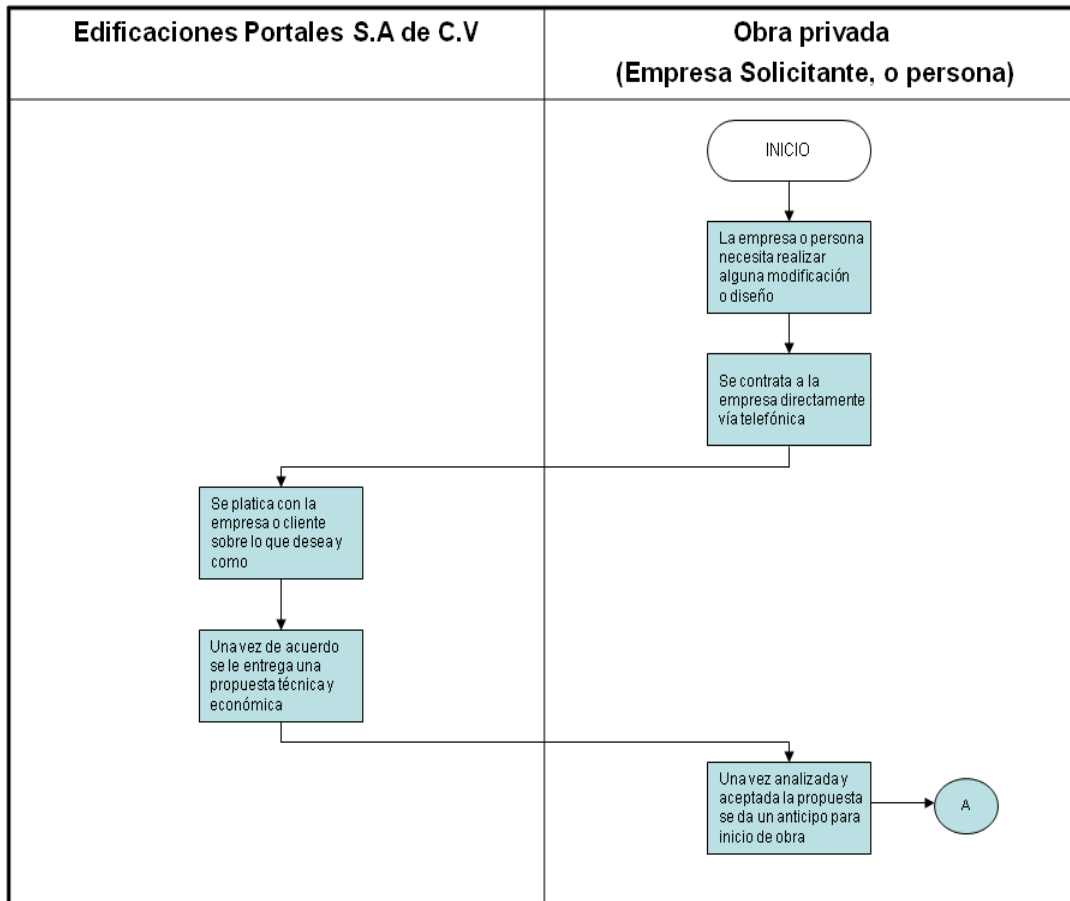 Edificaciones Portales S.A de C.V
Obra privada
(Empresa Solicitante, o persona)
INICIO
La empresa o persona
necesita realizar
alguna modificación
o diseño
Se contrata a la
empresa directamente
vía telefónica
Se platica con la
empresa o cliente
sobre lo que desea y
como
Una vez de acuerdo
se le entrega una
propuesta técnica y
económica
Una vez analizada y
aceptada la propuesta
se da un anticipo para
inicio de obra
A